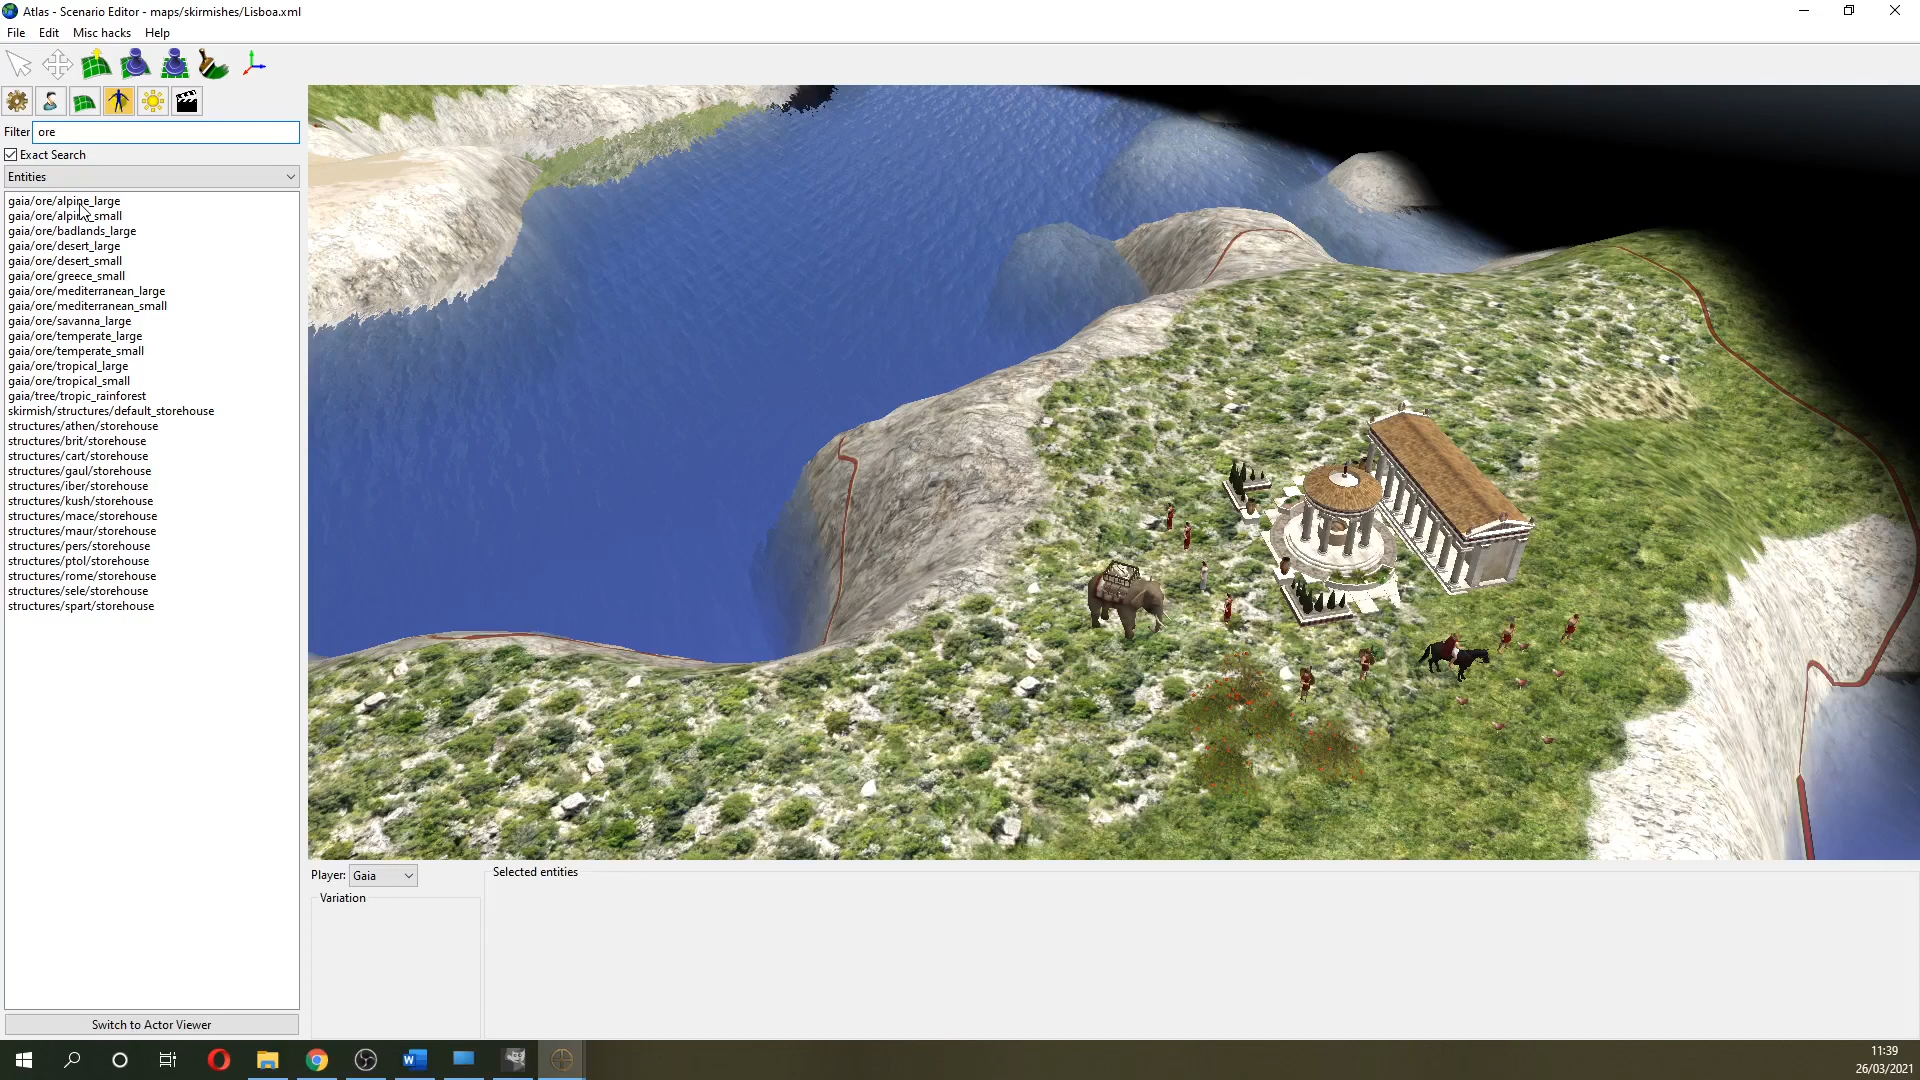 Atlas - Scenario Editor - maps/skirmishes/Lisboa.xml
File Edit Misc hacks Help
Filter ore
Exact Search
Entities
gaia/ore/alpine_large
gaia/ore/alpine_small
gaia/ore/badlands_large
gaia/ore/desert_large
gaia/ore/desert_small
gaia/ore/greece_small
gaia/ore/mediterranean_large
gaia/ore/mediterranean_small
gaia/ore/savanna_large
gaia/ore/temperate_large
gaia/ore/temperate_small
gaia/ore/tropical_large
gaia/ore/tropical_small
gaia/tree/tropic_rainforest
skirmish/structures/default_storehouse
structures/athen/storehouse
structures/brit/storehouse
structures/cart/storehouse
structures/gaul/storehouse
structures/iber/storehouse
structures/kush/storehouse
structures/mace/storehouse
structures/maur/storehouse
structures/pers/storehouse
structures/ptol/storehouse
structures/rome/storehouse
structures/sele/storehouse
structures/spart/storehouse
Switch to Actor Viewer
Player: Gaia
Variation
Selected entities
11:39
26/03/2021